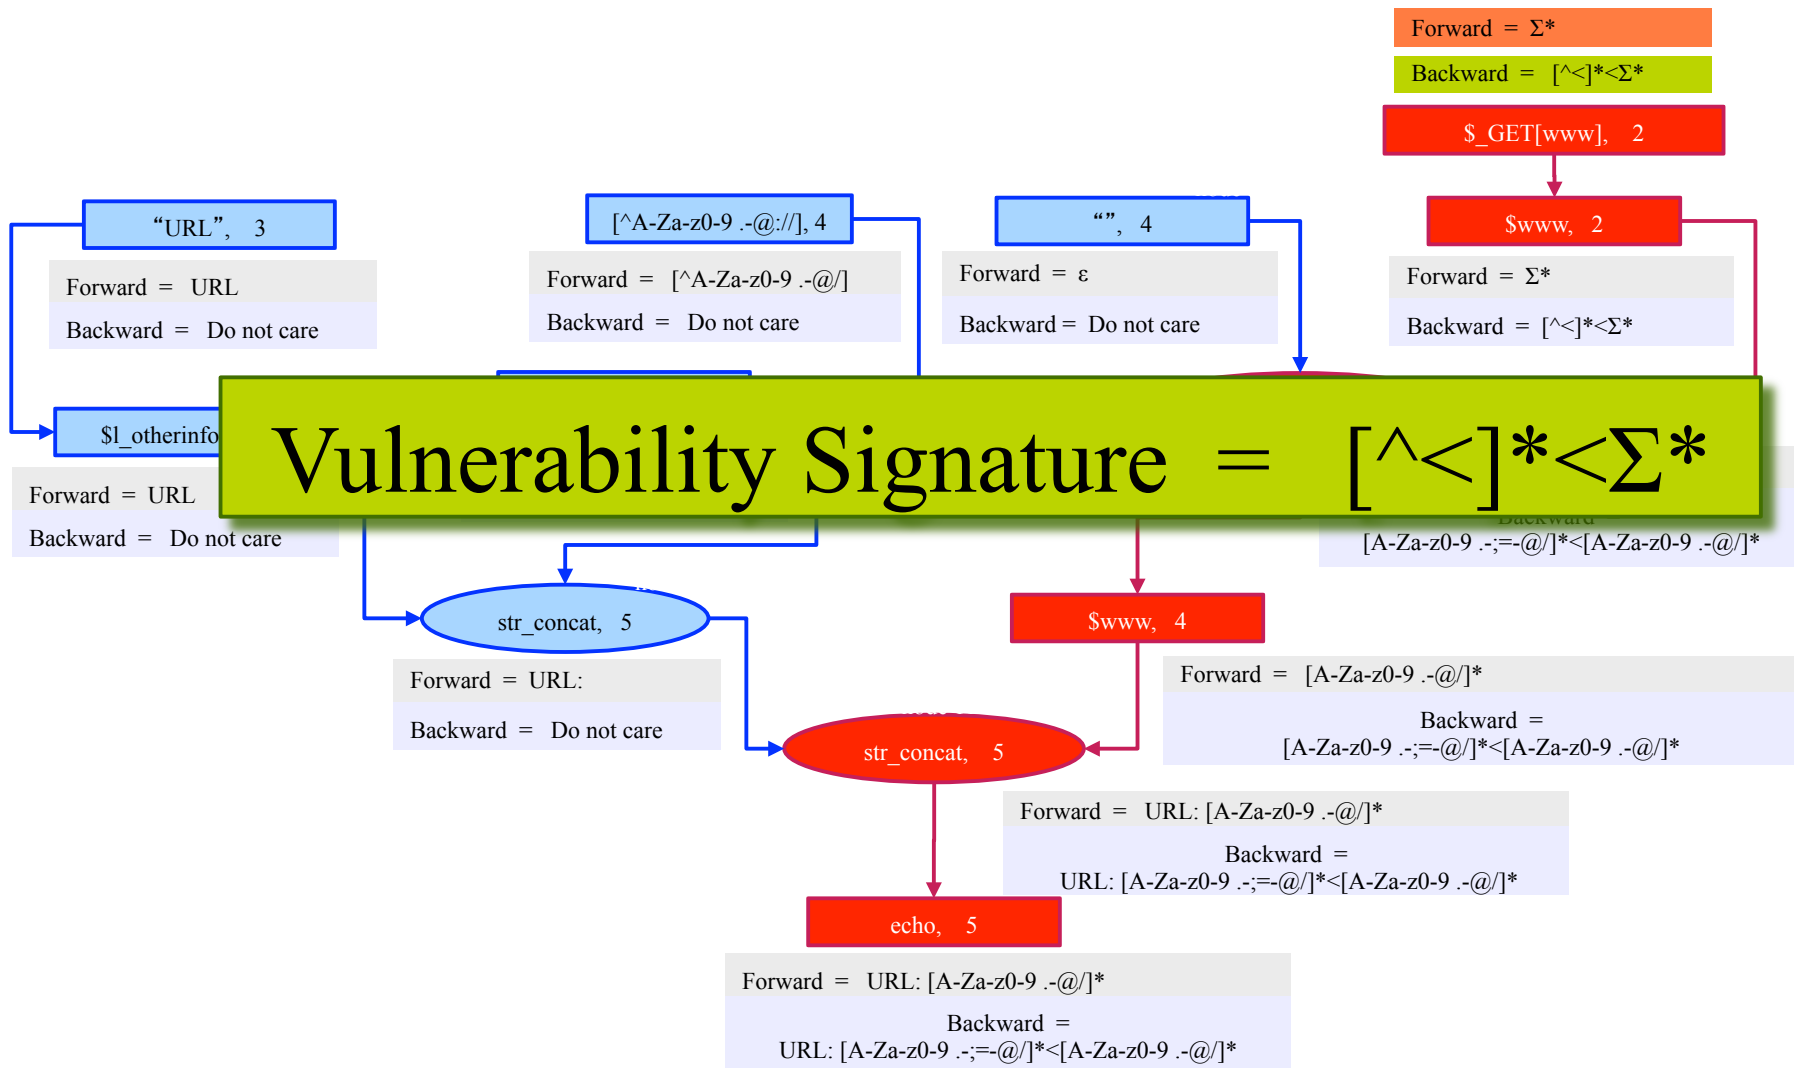 Forward = Σ*
Backward = [^<]*<Σ*
$_GET[www], 2
“URL”, 3
[^A-Za-z0-9 .-@://], 4
“”, 4
$www, 2
Forward = URL
Backward = Do not care
Forward = [^A-Za-z0-9 .-@/]
Backward = Do not care
Forward = ε
Backward = Do not care
Forward = Σ*
Backward = [^<]*<Σ*
$l_otherinfo
Vulnerability Signature = [^<]*<Σ*
Forward = URL
Backward = Do not care
Backward
[A-Za-z0-9 .-;=-@/]*<[A-Za-z0-9 .-@/]*
str_concat, 5
$www, 4
Forward = URL:
Backward = Do not care
Forward = [A-Za-z0-9 .-@/]*
Backward =
[A-Za-z0-9 .-;=-@/]*<[A-Za-z0-9 .-@/]*
str_concat, 5
Forward = URL: [A-Za-z0-9 .-@/]*
Backward =
URL: [A-Za-z0-9 .-;=-@/]*<[A-Za-z0-9 .-@/]*
echo, 5
Forward = URL: [A-Za-z0-9 .-@/]*
Backward =
URL: [A-Za-z0-9 .-;=-@/]*<[A-Za-z0-9 .-@/]*